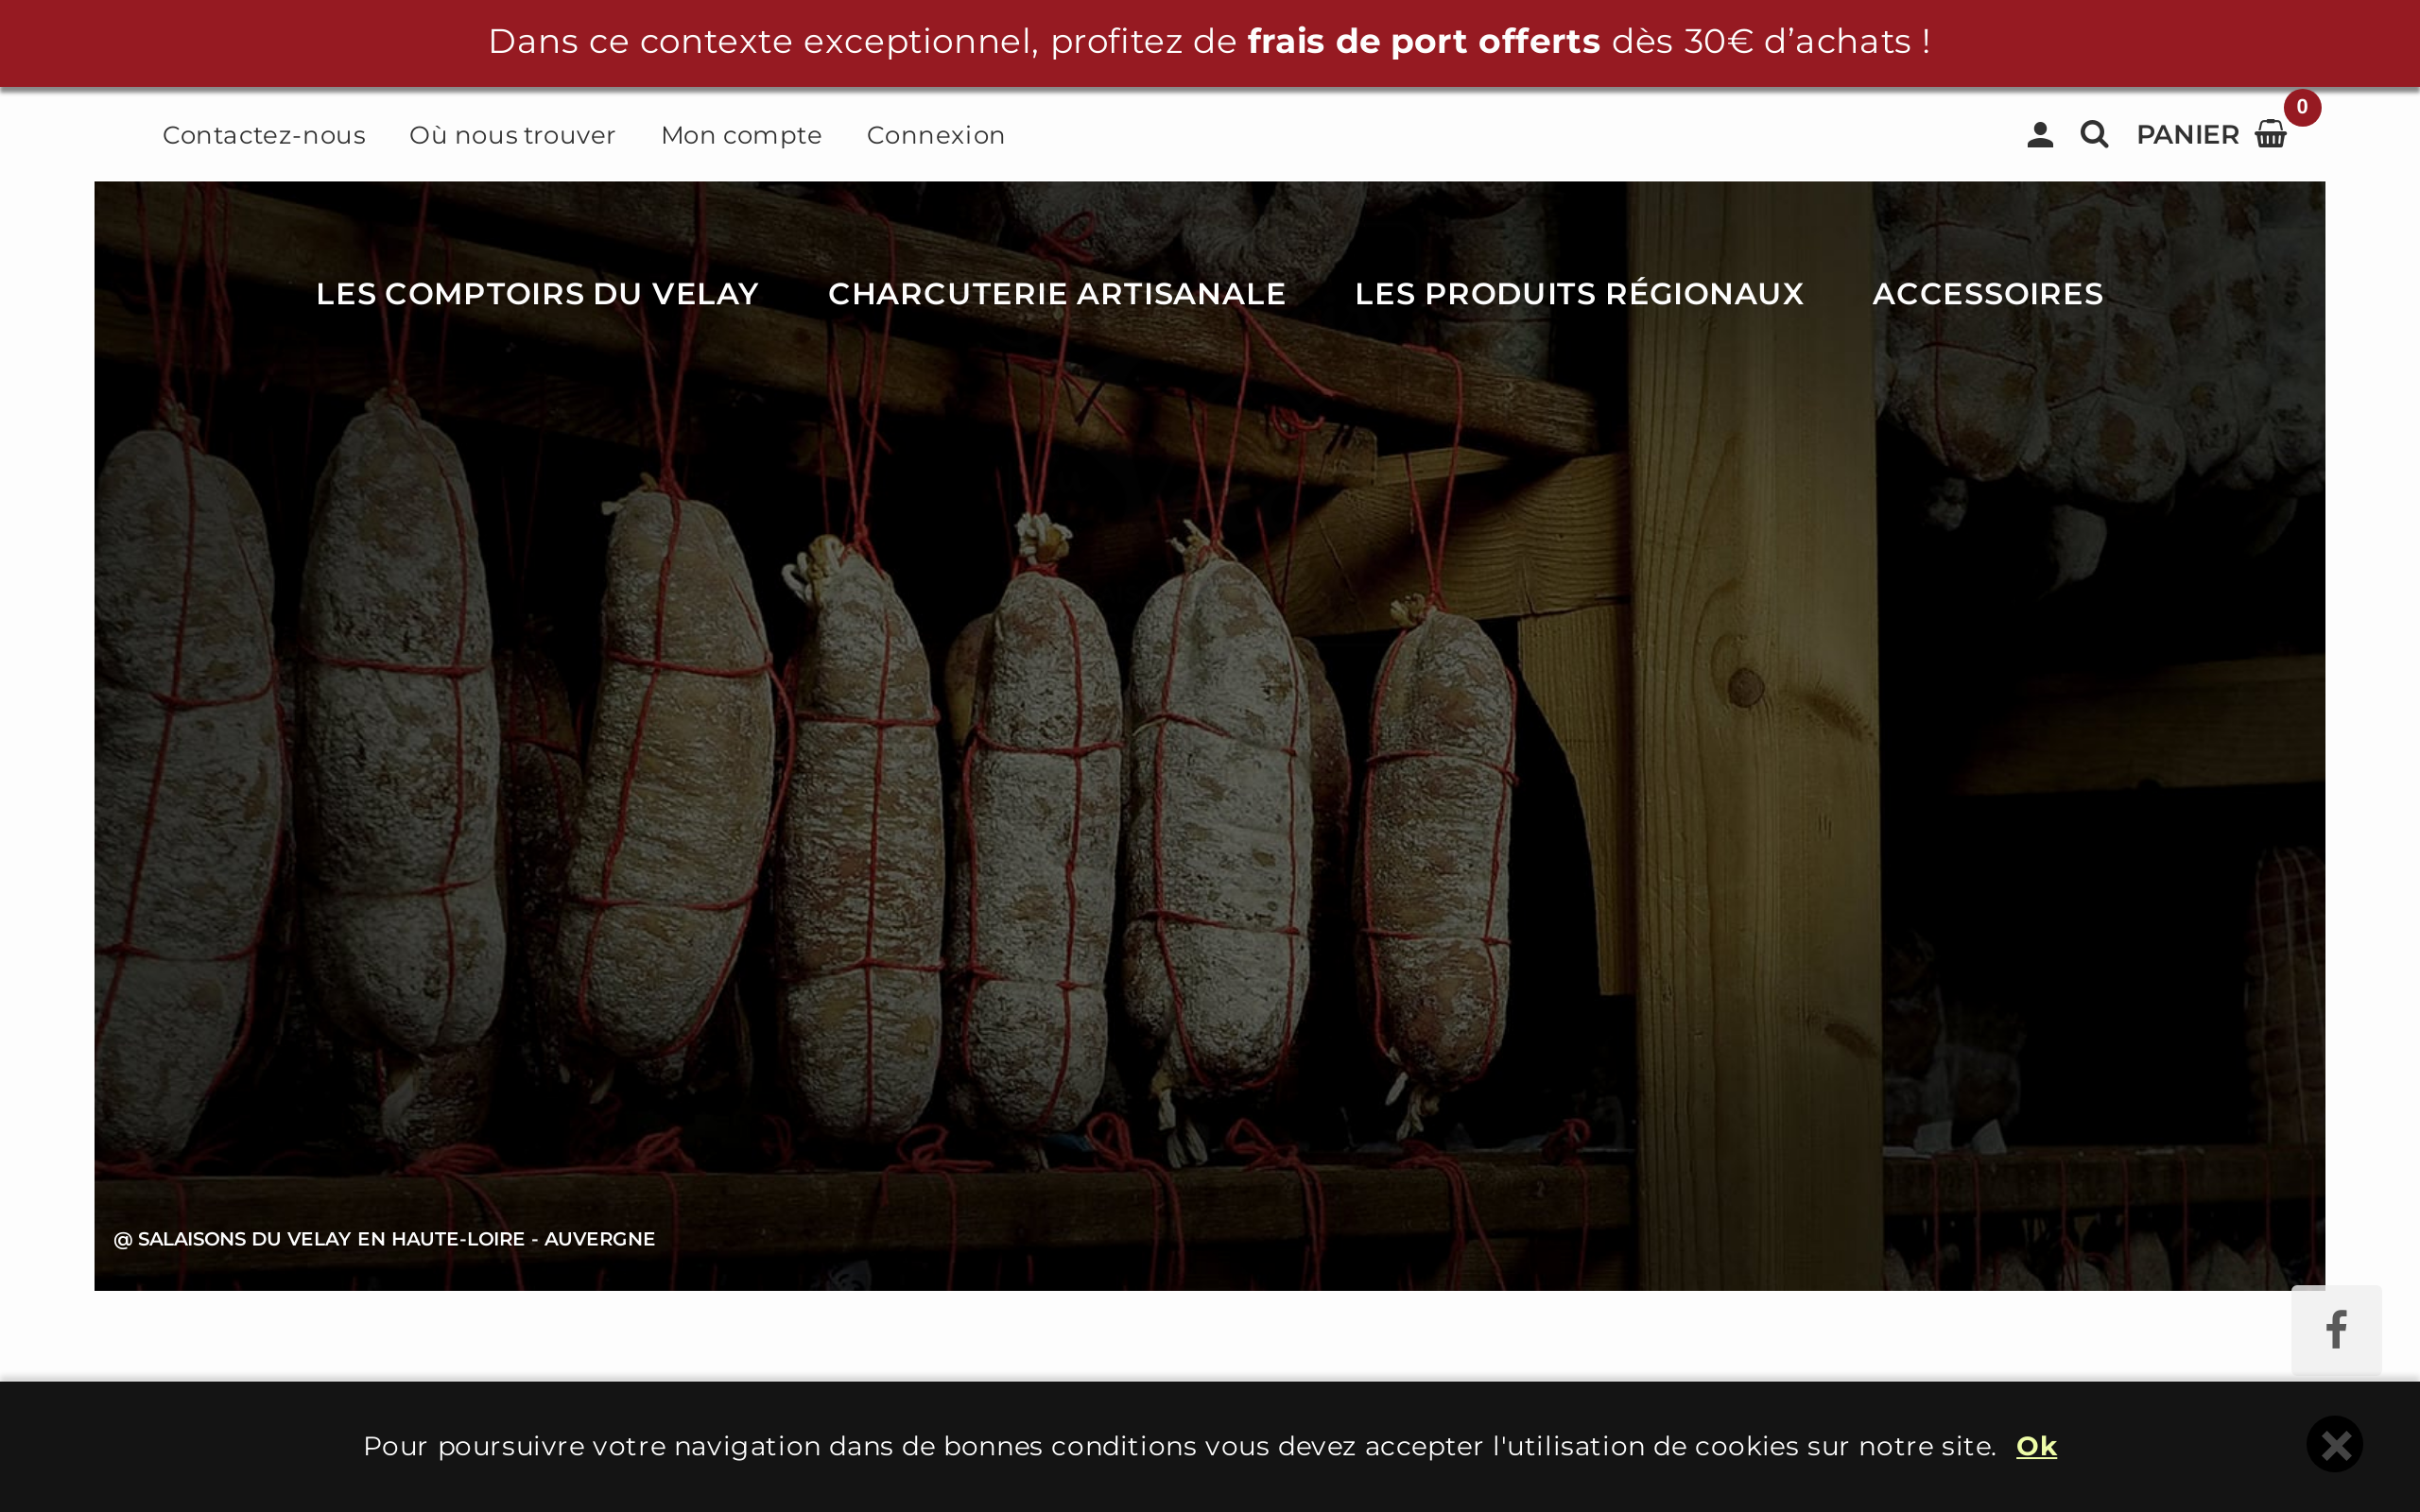 Dans ce contexte exceptionnel, profitez de frais de port offerts dès 30€ d’achats !
Contactez-nous Où nous trouver Mon compte Connexion PANIER 0
LES COMPTOIRS DU VELAY CHARCUTERIE ARTISANALE LES PRODUITS RÉGIONAUX ACCESSOIRES
@ SALAISONS DU VELAY EN HAUTE-LOIRE - AUVERGNE
Pour poursuivre votre navigation dans de bonnes conditions vous devez accepter l'utilisation de cookies sur notre site. Ok